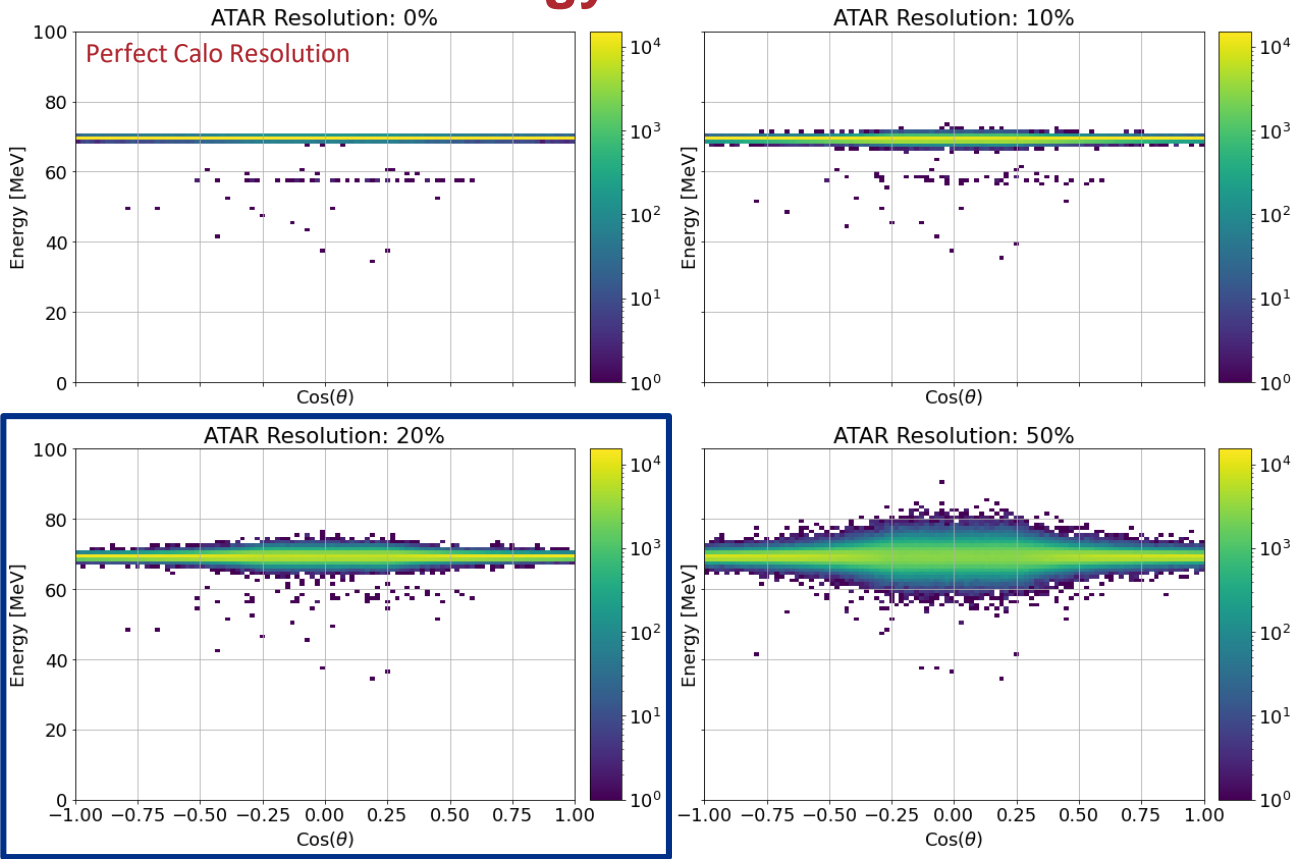 gy
ATAR Resolution: 0%
Perfect Calo Resolution
Energy [MeV]
100
80
60
40
20
0
Cos(θ)
10⁴
10³
10²
10¹
10⁰
ATAR Resolution: 10%
Energy [MeV]
Cos(θ)
10⁴
10³
10²
10¹
10⁰
ATAR Resolution: 20%
Energy [MeV]
100
80
60
40
20
0
−1.00 −0.75 −0.50 −0.25 0.00 0.25 0.50 0.75 1.00
Cos(θ)
10⁴
10³
10²
10¹
10⁰
ATAR Resolution: 50%
Energy [MeV]
−1.00 −0.75 −0.50 −0.25 0.00 0.25 0.50 0.75 1.00
Cos(θ)
10⁴
10³
10²
10¹
10⁰